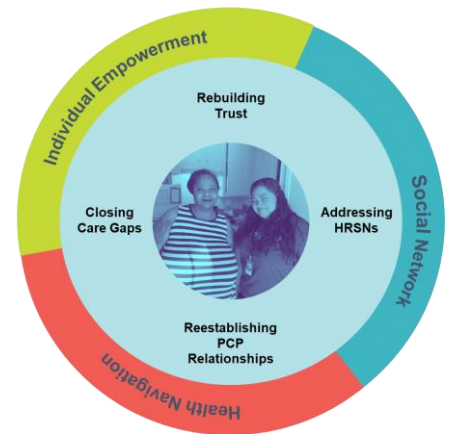 Individual Empowerment
Social Network
Health Navigation
Rebuilding
Trust
Closing
Care Gaps
Addressing
HRSNs
Reestablishing
PCP
Relationships